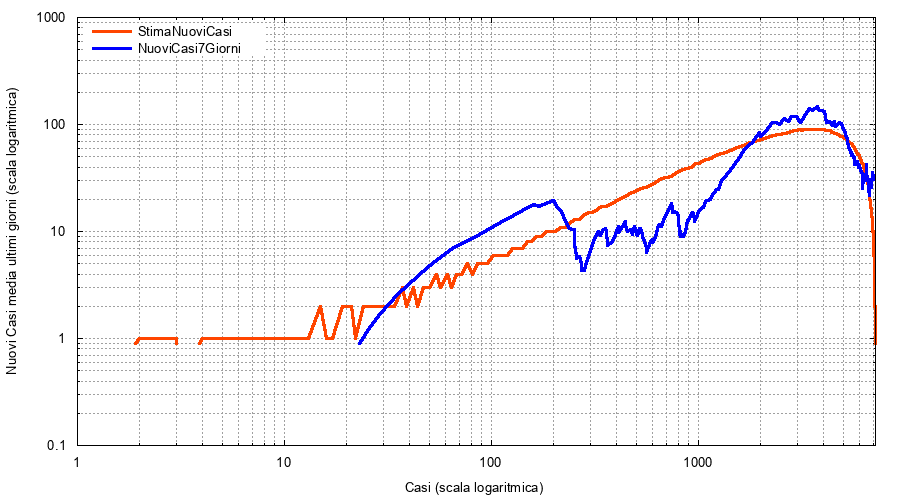 1000
100
10
1
0.1
StimaNuoviCasi
NuoviCasi7Giorni
Nuovi Casi media ultimi giorni (scala logaritmica)
1 10 100 1000
Casi (scala logaritmica)